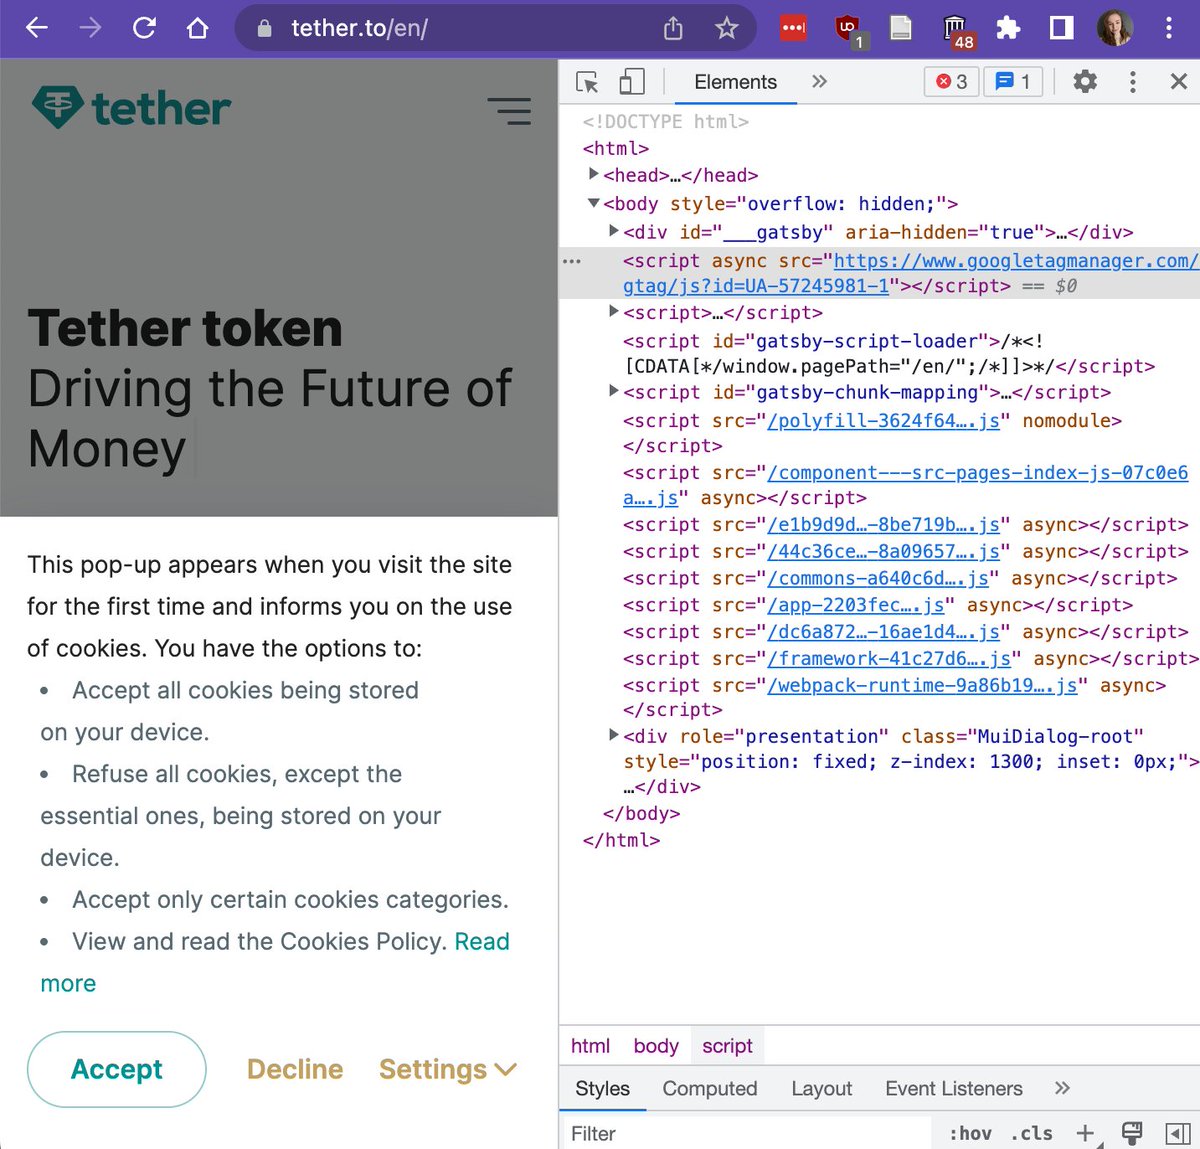 tether.to/en/
1
48
tether
Tether token
Driving the Future of
Money
This pop-up appears when you visit the site
for the first time and informs you on the use
of cookies. You have the options to:
• Accept all cookies being stored
on your device.
• Refuse all cookies, except the
essential ones, being stored on your
device.
• Accept only certain cookies categories.
• View and read the Cookies Policy. Read
more
Accept Decline Settings
Elements » 3 1
<!DOCTYPE html>
<html>
<head>…</head>
<body style="overflow: hidden;">
<div id="___gatsby" aria-hidden="true">…</div>
<script async src="https://www.googletagmanager.com/
gtag/js?id=UA-57245981-1"></script> == $0
<script>…</script>
<script id="gatsby-script-loader">/*<!
[CDATA[*/window.pagePath="/en/";/*]]>*/</script>
<script id="gatsby-chunk-mapping">…</script>
<script src="/polyfill-3624f64….js" nomodule>
</script>
<script src="/component---src-pages-index-js-07c0e6
a….js" async></script>
<script src="/e1b9d9d…-8be719b….js" async></script>
<script src="/44c36ce…-8a09657….js" async></script>
<script src="/commons-a640c6d….js" async></script>
<script src="/app-2203fec….js" async></script>
<script src="/dc6a872…-16ae1d4….js" async></script>
<script src="/framework-41c27d6….js" async></script>
<script src="/webpack-runtime-9a86b19….js" async>
</script>
<div role="presentation" class="MuiDialog-root"
style="position: fixed; z-index: 1300; inset: 0px;">
…</div>
</body>
</html>
html body script
Styles Computed Layout Event Listeners »
Filter :hov .cls +